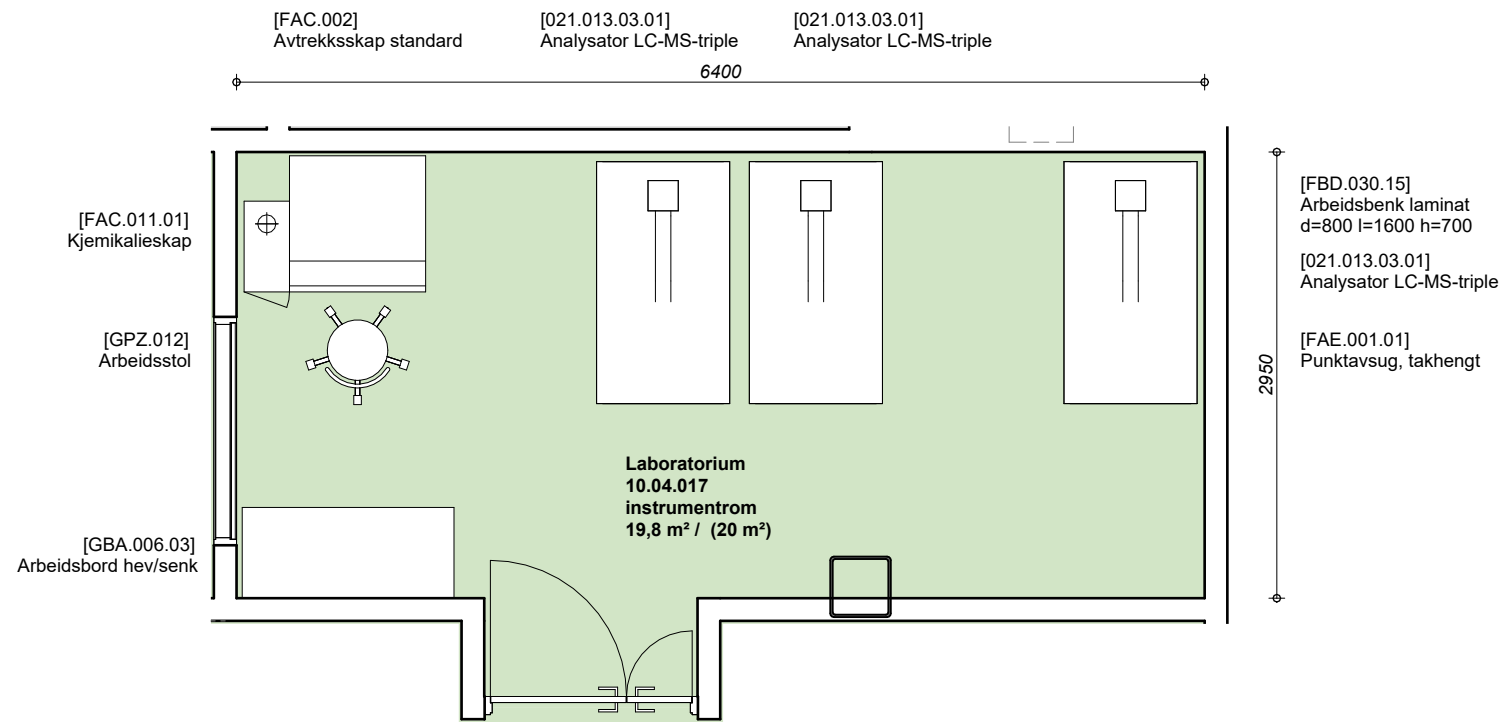 [FAC.002]
Avtrekksskap standard
[021.013.03.01]
Analysator LC-MS-triple
[021.013.03.01]
Analysator LC-MS-triple
6400
[FAC.011.01]
Kjemikalieskap
[GPZ.012]
Arbeidsstol
[GBA.006.03]
Arbeidsbord hev/senk
Laboratorium
10.04.017
instrumentrom
19,8 m² / (20 m²)
2950
[FBD.030.15]
Arbeidsbenk laminat
d=800 l=1600 h=700
[021.013.03.01]
Analysator LC-MS-triple
[FAE.001.01]
Punktavsug, takhengt